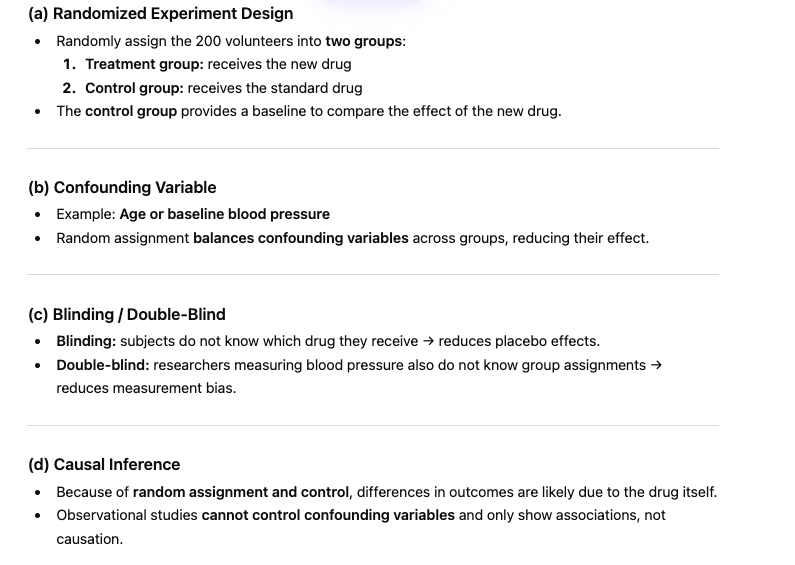 (a) Randomized Experiment Design
• Randomly assign the 200 volunteers into two groups:
1. Treatment group: receives the new drug
2. Control group: receives the standard drug
• The control group provides a baseline to compare the effect of the new drug.
(b) Confounding Variable
• Example: Age or baseline blood pressure
• Random assignment balances confounding variables across groups, reducing their effect.
(c) Blinding / Double-Blind
• Blinding: subjects do not know which drug they receive → reduces placebo effects.
• Double-blind: researchers measuring blood pressure also do not know group assignments →
reduces measurement bias.
(d) Causal Inference
• Because of random assignment and control, differences in outcomes are likely due to the drug itself.
• Observational studies cannot control confounding variables and only show associations, not
causation.